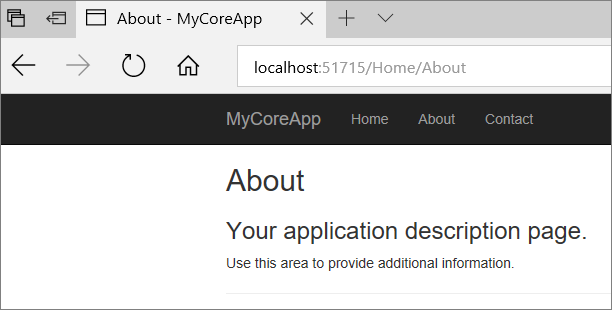 About - MyCoreApp
localhost:51715/Home/About
MyCoreApp Home About Contact
About
Your application description page.
Use this area to provide additional information.